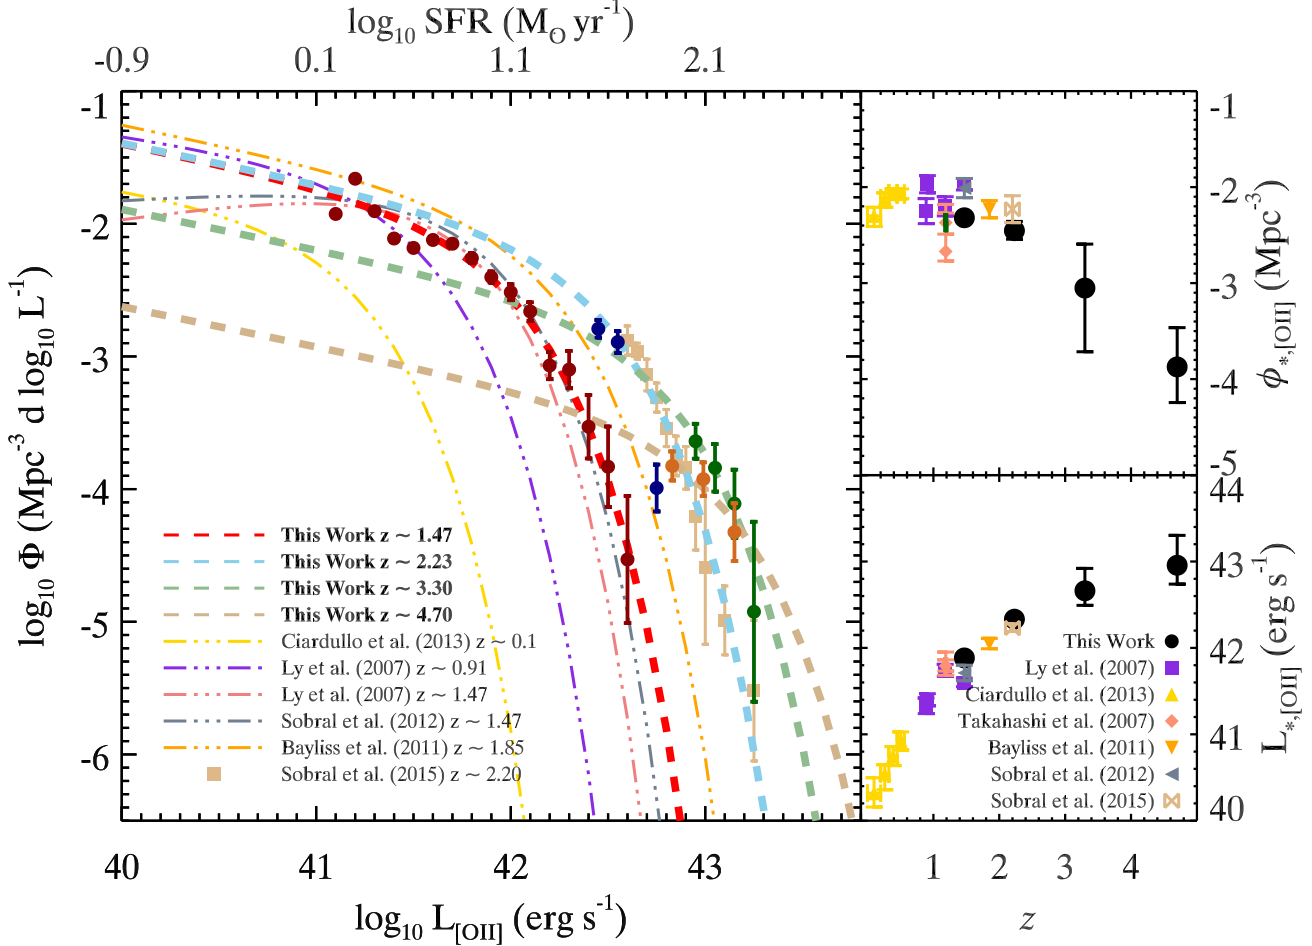 log₁₀ SFR (M⊙ yr⁻¹)
-0.9 0.1 1.1 2.1
-1
-2
-3
-4
-5
-6
log₁₀ Φ (Mpc⁻³ d log₁₀ L⁻¹)
This Work z ~ 1.47
This Work z ~ 2.23
This Work z ~ 3.30
This Work z ~ 4.70
Ciardullo et al. (2013) z ~ 0.1
Ly et al. (2007) z ~ 0.91
Ly et al. (2007) z ~ 1.47
Sobral et al. (2012) z ~ 1.47
Bayliss et al. (2011) z ~ 1.85
Sobral et al. (2015) z ~ 2.20
40 41 42 43
log₁₀ L[OII] (erg s⁻¹)
-1
-2
-3
-4
-5
ϕ*,[OII] (Mpc⁻³)
44
43
42
41
40
L*,[OII] (erg s⁻¹)
This Work
Ly et al. (2007)
Ciardullo et al. (2013)
Takahashi et al. (2007)
Bayliss et al. (2011)
Sobral et al. (2012)
Sobral et al. (2015)
1 2 3 4
z